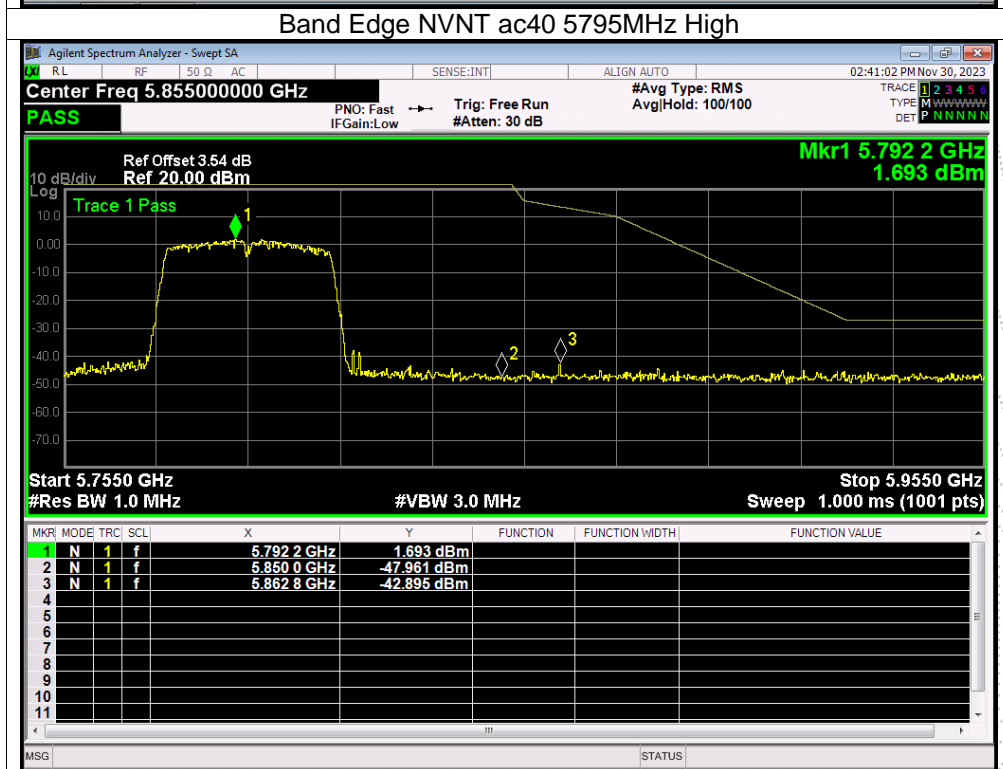 Band Edge NVNT ac40 5795MHz High
Agilent Spectrum Analyzer - Swept SA
LXI RL RF 50 Ω AC SENSE:INT ALIGN AUTO 02:41:02 PM Nov 30, 2023
Center Freq 5.855000000 GHz #Avg Type: RMS TRACE 1 2 3 4 5 6
PNO: Fast Trig: Free Run Avg|Hold: 100/100 TYPE M WWWWW
PASS IFGain:Low #Atten: 30 dB DET P N N N N N
Mkr1 5.792 2 GHz
Ref Offset 3.54 dB
10 dB/div Ref 20.00 dBm 1.693 dBm
Log
Trace 1 Pass
10.0
1
0.00
-10.0
-20.0
-30.0
3
-40.0
2
-50.0
-60.0
-70.0
Start 5.7550 GHz Stop 5.9550 GHz
#Res BW 1.0 MHz #VBW 3.0 MHz Sweep 1.000 ms (1001 pts)
MKR MODE TRC SCL X Y FUNCTION FUNCTION WIDTH FUNCTION VALUE
1 N 1 f 5.792 2 GHz 1.693 dBm
2 N 1 f 5.850 0 GHz -47.961 dBm
3 N 1 f 5.862 8 GHz -42.895 dBm
4
5
6
7
8
9
10
11
MSG STATUS